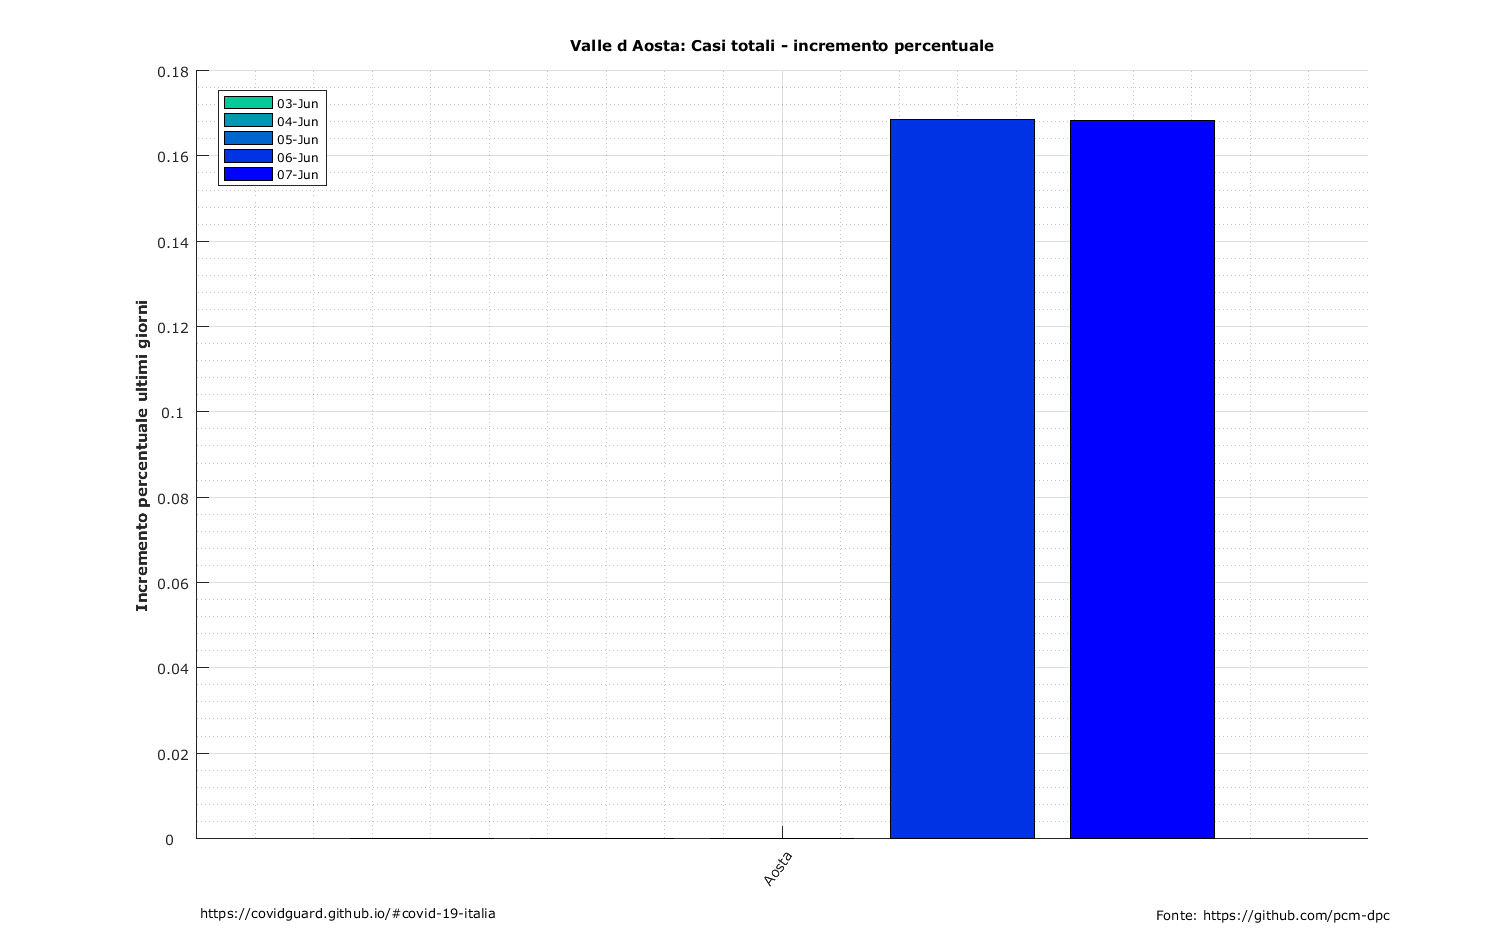 Valle d Aosta: Casi totali - incremento percentuale
0.18
0.16
0.14
0.12
0.1
0.08
0.06
0.04
0.02
0
Incremento percentuale ultimi giorni
03-Jun
04-Jun
05-Jun
06-Jun
07-Jun
Aosta
https://covidguard.github.io/#covid-19-italia
Fonte: https://github.com/pcm-dpc